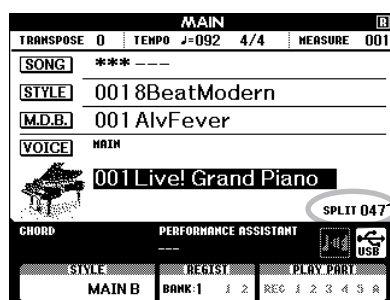 MAIN R
TRANSPOSE 0 TEMPO ♩=092 4/4 MEASURE 001
SONG *** ---
STYLE 001 8BeatModern
M.D.B. 001 AlvFever
VOICE MAIN
001 Live! Grand Piano
SPLIT 047
CHORD PERFORMANCE ASSISTANT
---
USB
STYLE REGIST PLAY PART
MAIN B BANK:1 1 2 REC 1 2 3 4 5 A